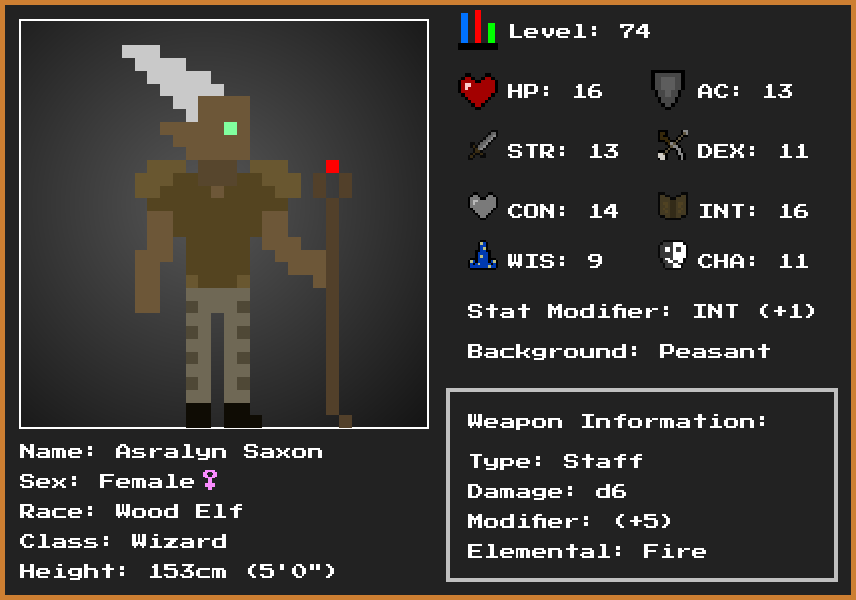 Level: 74
HP: 16 AC: 13
STR: 13 DEX: 11
CON: 14 INT: 16
WIS: 9 CHA: 11
Stat Modifier: INT (+1)
Background: Peasant
Weapon Information:
Type: Staff
Damage: d6
Modifier: (+5)
Elemental: Fire
Name: Asralyn Saxon
Sex: Female♀
Race: Wood Elf
Class: Wizard
Height: 153cm (5'0")